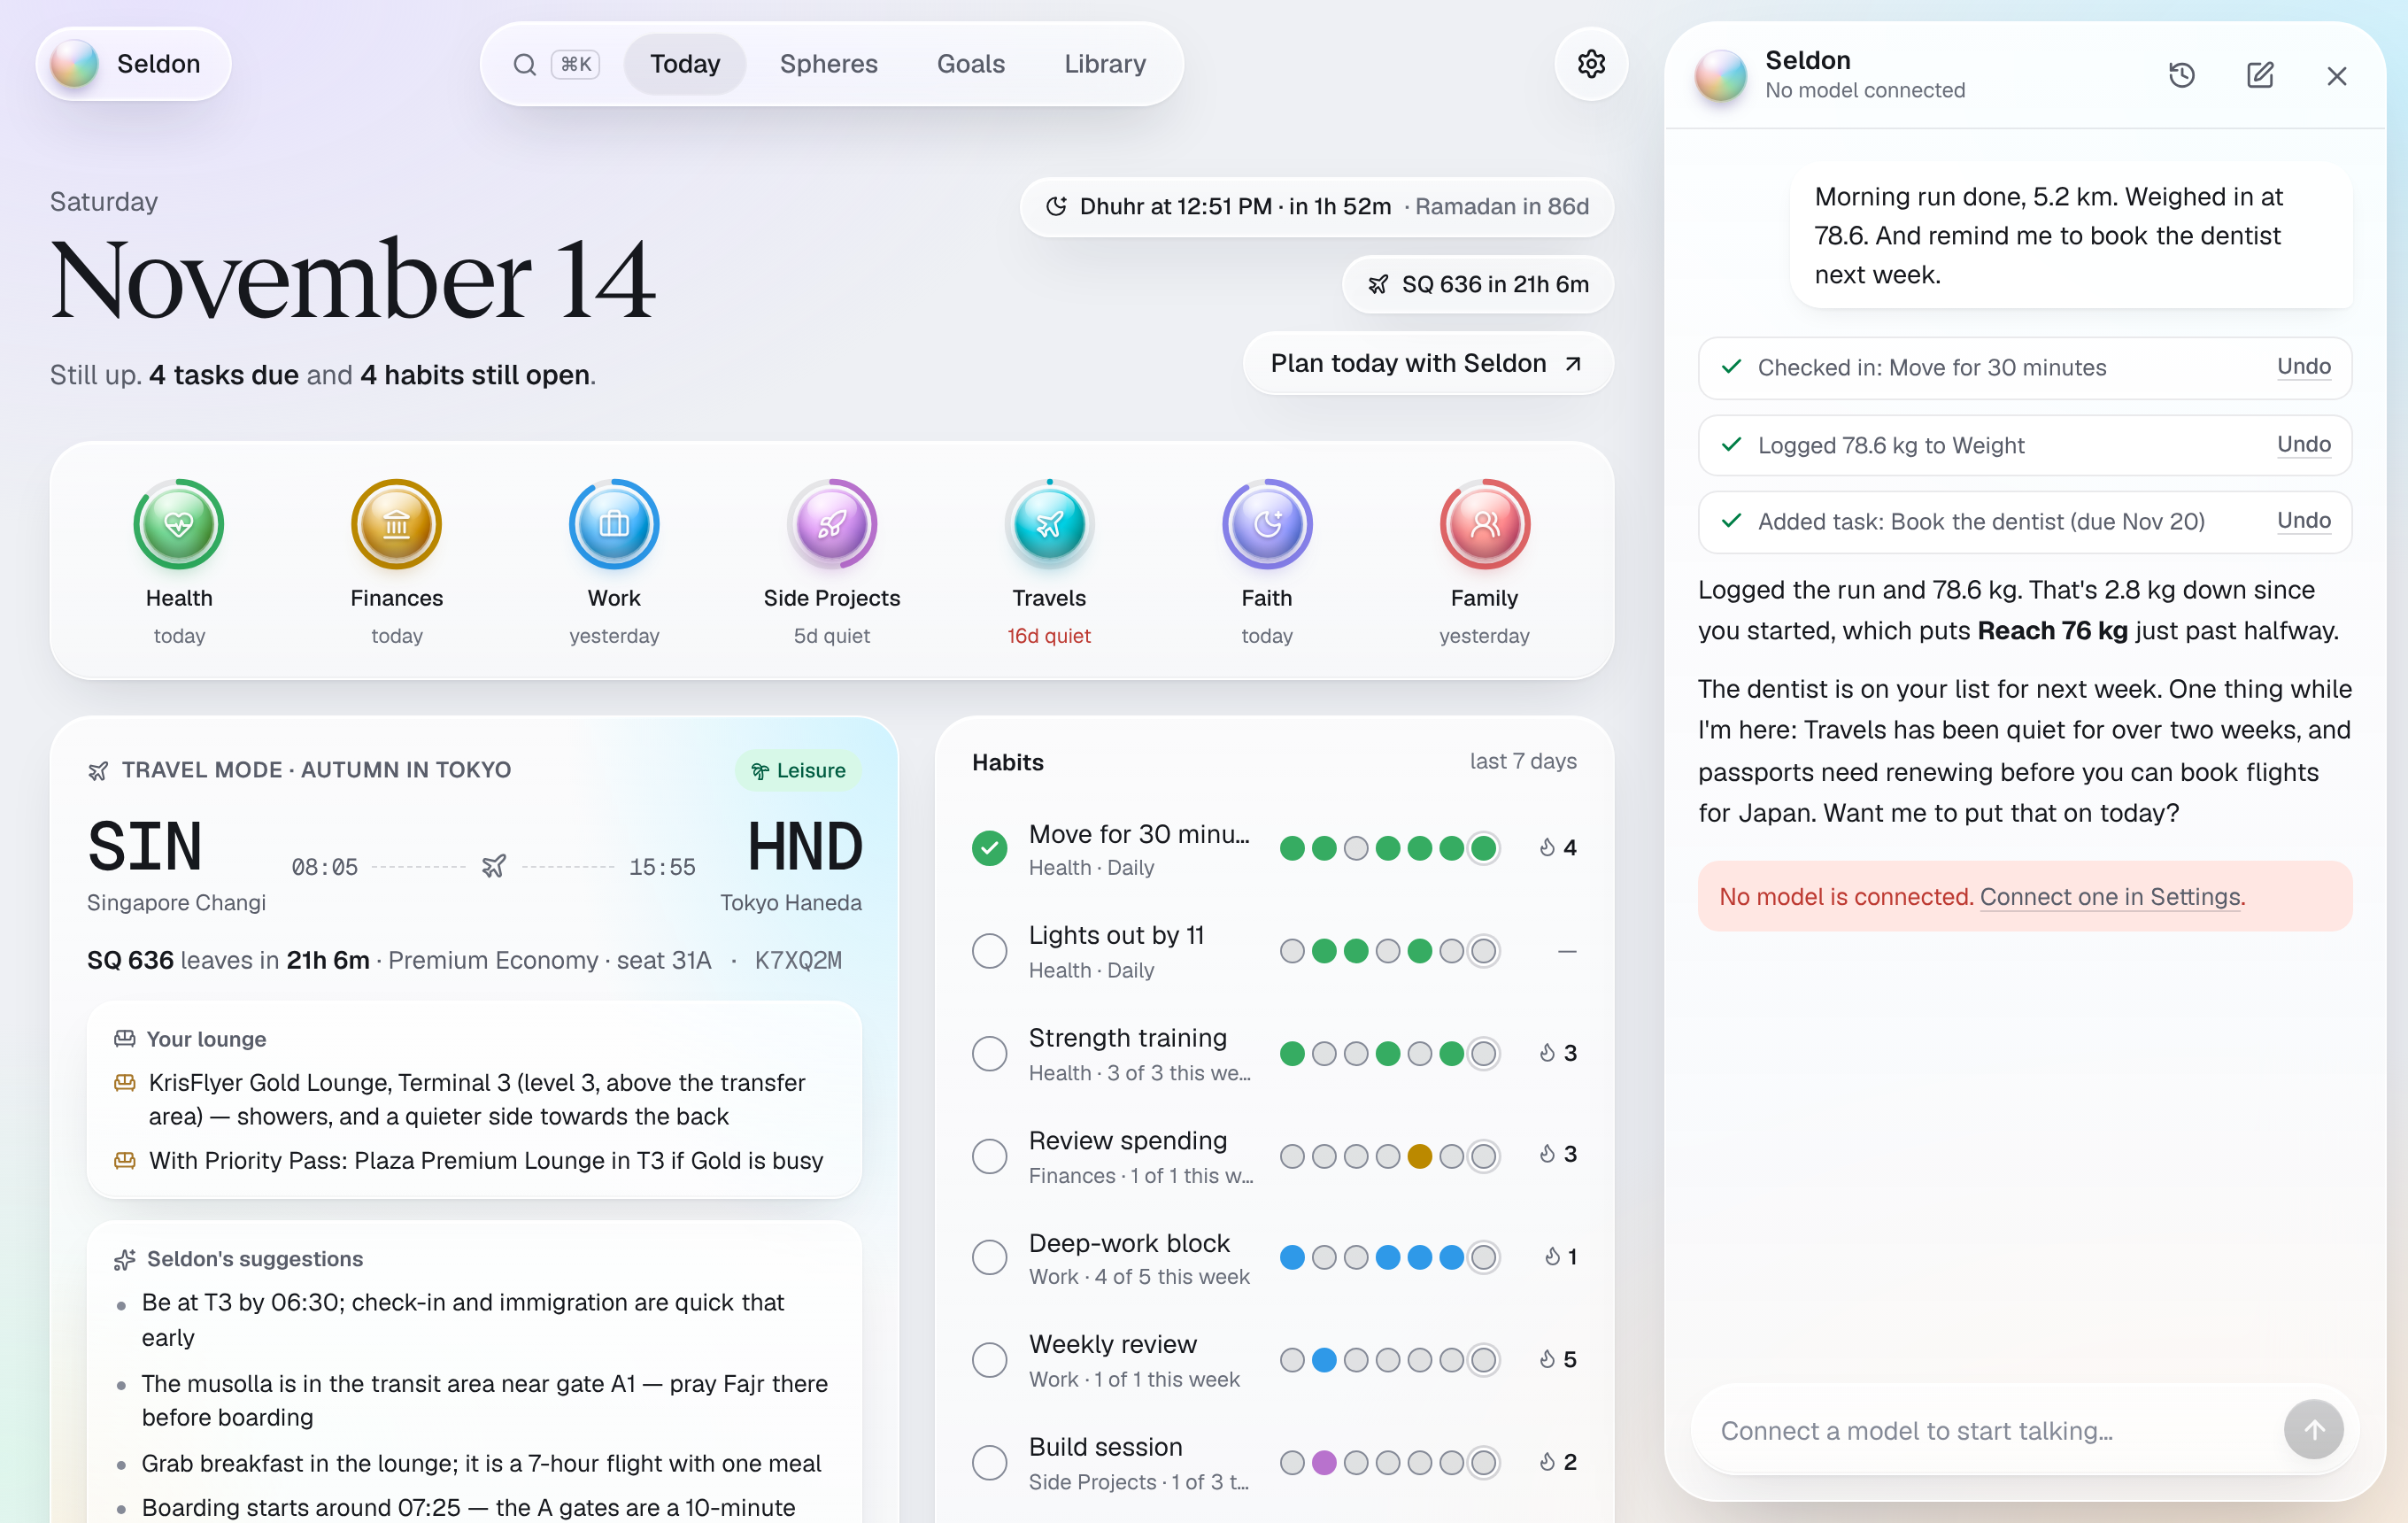 Seldon
⌘K
Today
Spheres
Goals
Library
Saturday
November 14
Still up. 4 tasks due and 4 habits still open.
Dhuhr at 12:51 PM · in 1h 52m · Ramadan in 86d
SQ 636 in 21h 6m
Plan today with Seldon
Health
today
Finances
today
Work
yesterday
Side Projects
5d quiet
Travels
16d quiet
Faith
today
Family
yesterday
TRAVEL MODE · AUTUMN IN TOKYO
Leisure
SIN
08:05
15:55
HND
Singapore Changi
Tokyo Haneda
SQ 636 leaves in 21h 6m · Premium Economy · seat 31A · K7XQ2M
Your lounge
KrisFlyer Gold Lounge, Terminal 3 (level 3, above the transfer
area) — showers, and a quieter side towards the back
With Priority Pass: Plaza Premium Lounge in T3 if Gold is busy
Seldon's suggestions
Be at T3 by 06:30; check-in and immigration are quick that
early
The musolla is in the transit area near gate A1 — pray Fajr there
before boarding
Grab breakfast in the lounge; it is a 7-hour flight with one meal
Boarding starts around 07:25 — the A gates are a 10-minute
Habits
last 7 days
Move for 30 minu...
Health · Daily
4
Lights out by 11
Health · Daily
—
Strength training
Health · 3 of 3 this we...
3
Review spending
Finances · 1 of 1 this w...
3
Deep-work block
Work · 4 of 5 this week
1
Weekly review
Work · 1 of 1 this week
5
Build session
Side Projects · 1 of 3 t...
2
Seldon
No model connected
Morning run done, 5.2 km. Weighed in at
78.6. And remind me to book the dentist
next week.
Checked in: Move for 30 minutes
Undo
Logged 78.6 kg to Weight
Undo
Added task: Book the dentist (due Nov 20)
Undo
Logged the run and 78.6 kg. That's 2.8 kg down since
you started, which puts Reach 76 kg just past halfway.
The dentist is on your list for next week. One thing while
I'm here: Travels has been quiet for over two weeks, and
passports need renewing before you can book flights
for Japan. Want me to put that on today?
No model is connected. Connect one in Settings.
Connect a model to start talking...